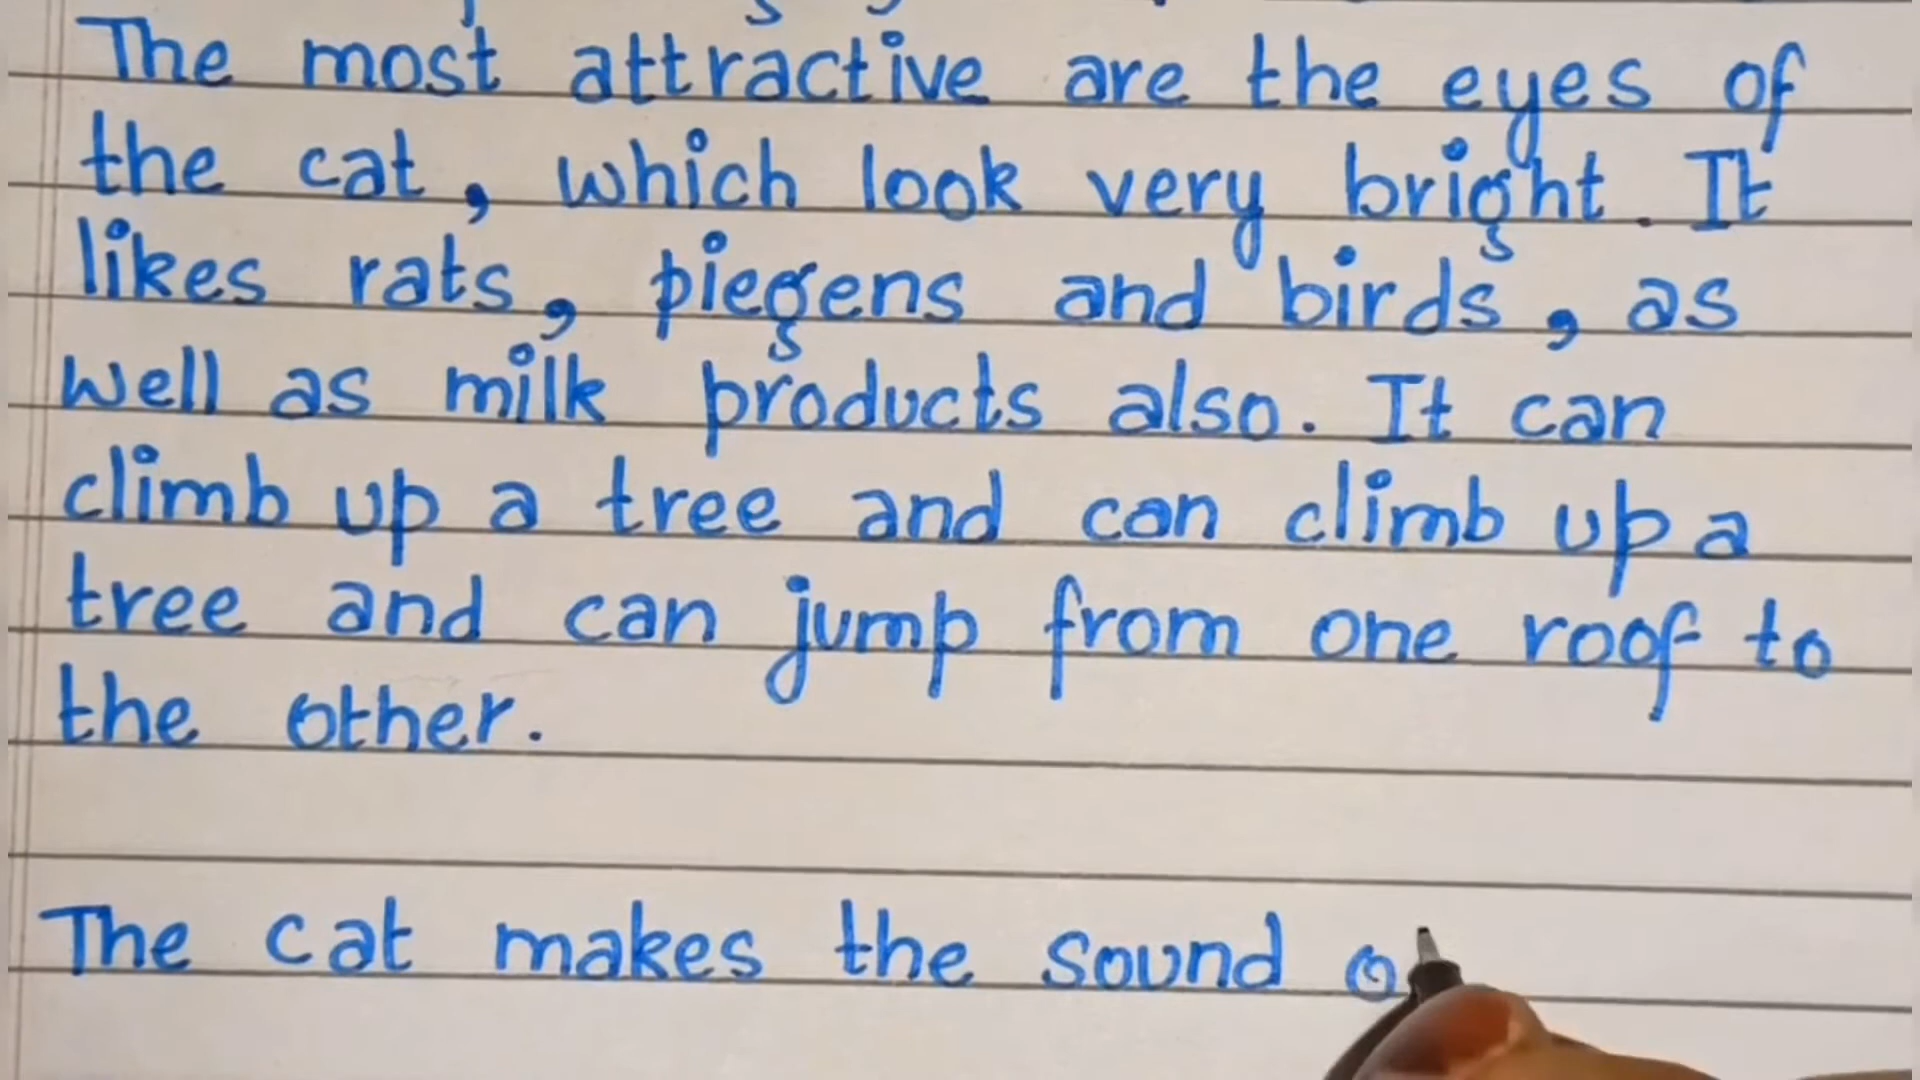 The most attractive are the eyes of
the cat, which look very bright. It
likes rats, piegens and birds, as
well as milk products also. It can
climb up a tree and can climb up a
tree and can jump from one roof to
the other.
The cat makes the sound o